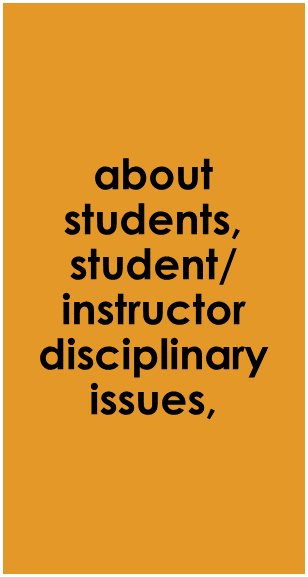 about
students,
student/
instructor
disciplinary
issues,